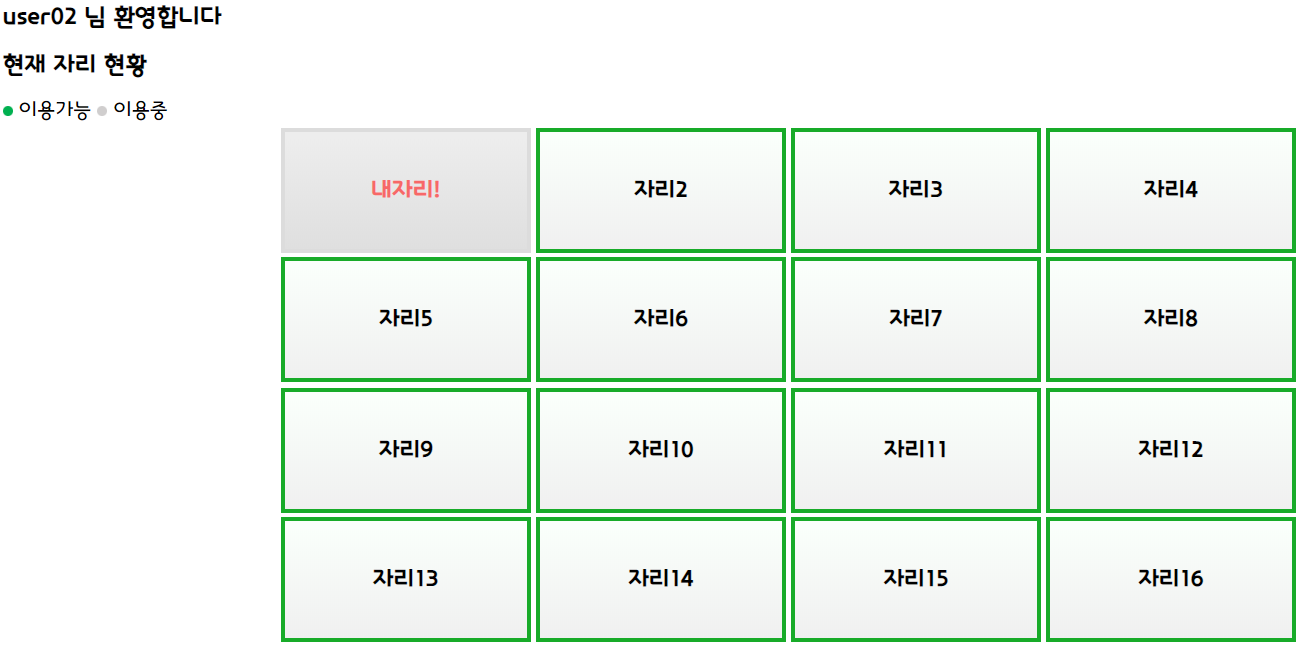 user02 님 환영합니다
현재 자리 현황
이용가능 이용중
내자리! 자리2 자리3 자리4
자리5 자리6 자리7 자리8
자리9 자리10 자리11 자리12
자리13 자리14 자리15 자리16